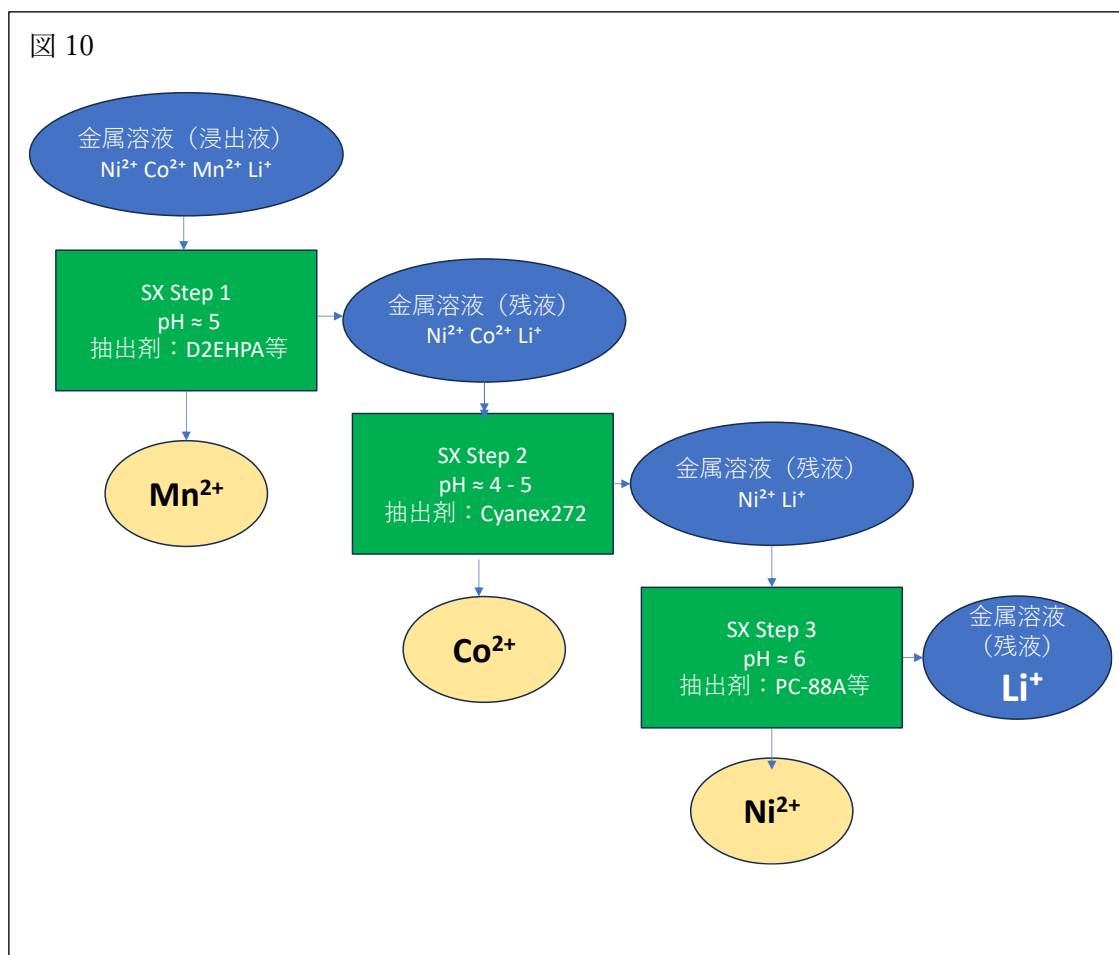 図 10
金属溶液（浸出液）
Ni²⁺ Co²⁺ Mn²⁺ Li⁺
SX Step 1
pH ≈ 5
抽出剤：D2EHPA等
金属溶液（残液）
Ni²⁺ Co²⁺ Li⁺
Mn²⁺
SX Step 2
pH ≈ 4 - 5
抽出剤：Cyanex272
金属溶液（残液）
Ni²⁺ Li⁺
Co²⁺
SX Step 3
pH ≈ 6
抽出剤：PC-88A等
金属溶液
（残液）
Li⁺
Ni²⁺